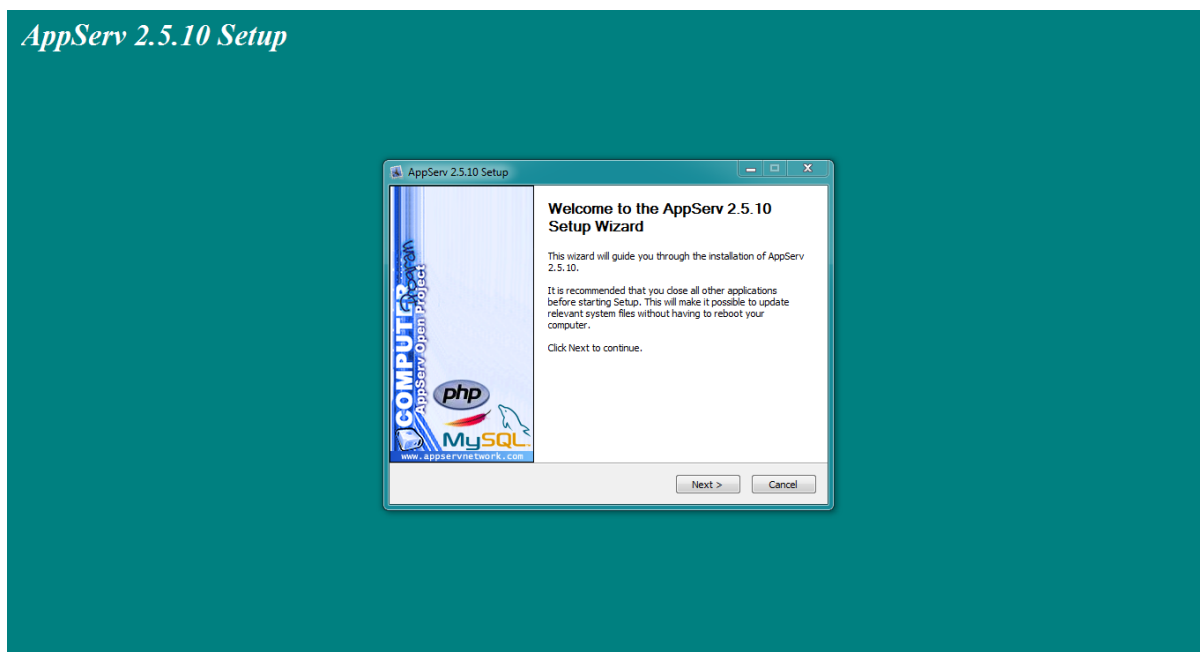 AppServ 2.5.10 Setup
AppServ 2.5.10 Setup
Welcome to the AppServ 2.5.10
Setup Wizard
This wizard will guide you through the installation of AppServ
2.5.10.
It is recommended that you close all other applications
before starting Setup. This will make it possible to update
relevant system files without having to reboot your
computer.
Click Next to continue.
COMPUTER
Program
AppServ Open Project
php
MySQL
www.appservnetwork.com
Next >
Cancel